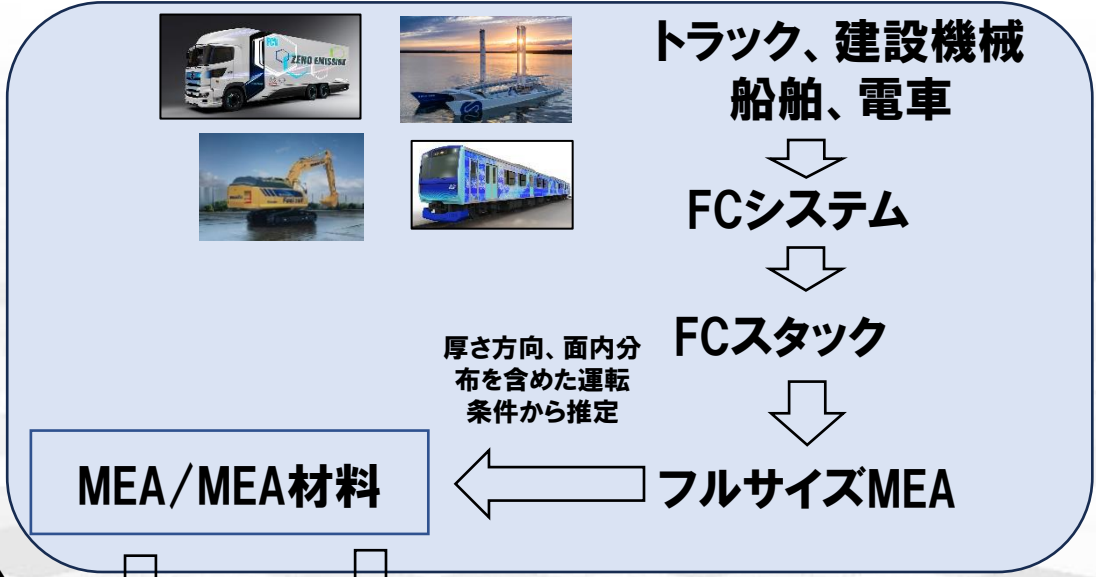 トラック、建設機械
船舶、電車
FCシステム
FCスタック
厚さ方向、面内分
布を含めた運転
条件から推定
MEA/MEA材料
フルサイズMEA